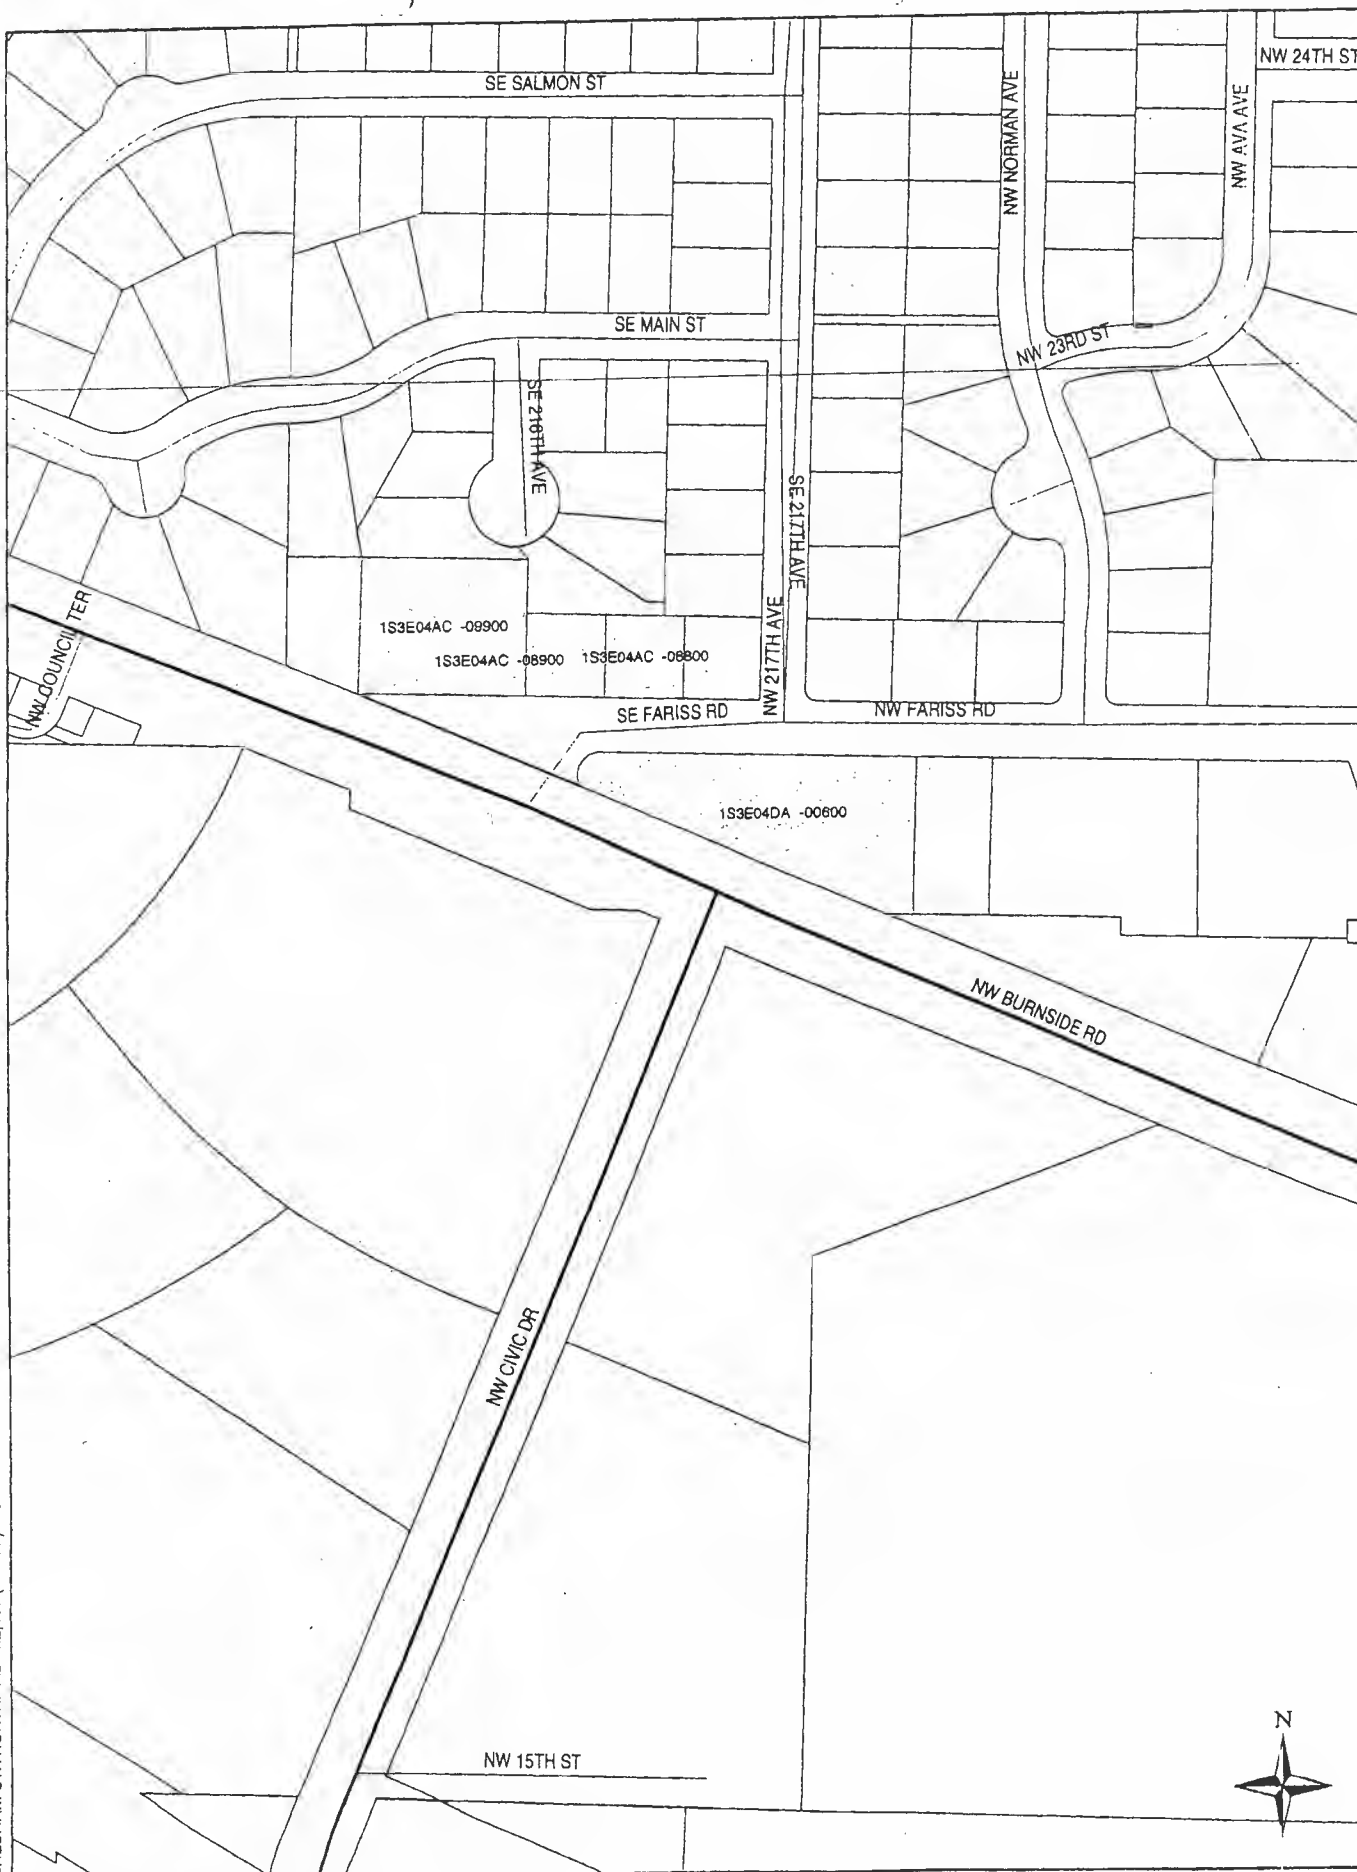 NW 24TH ST
SE SALMON ST
NW NORMAN AVE
NW AVA AVE
SE MAIN ST
NW 23RD ST
SE 216TH AVE
SE 217TH AVE
NW COUNCIL TER
1S3E04AC -09900
1S3E04AC -08900 1S3E04AC -08800
NW 217TH AVE
SE FARISS RD
NW FARISS RD
1S3E04DA -00600
NW BURNSIDE RD
NW CIVIC DR
N
NW 15TH ST